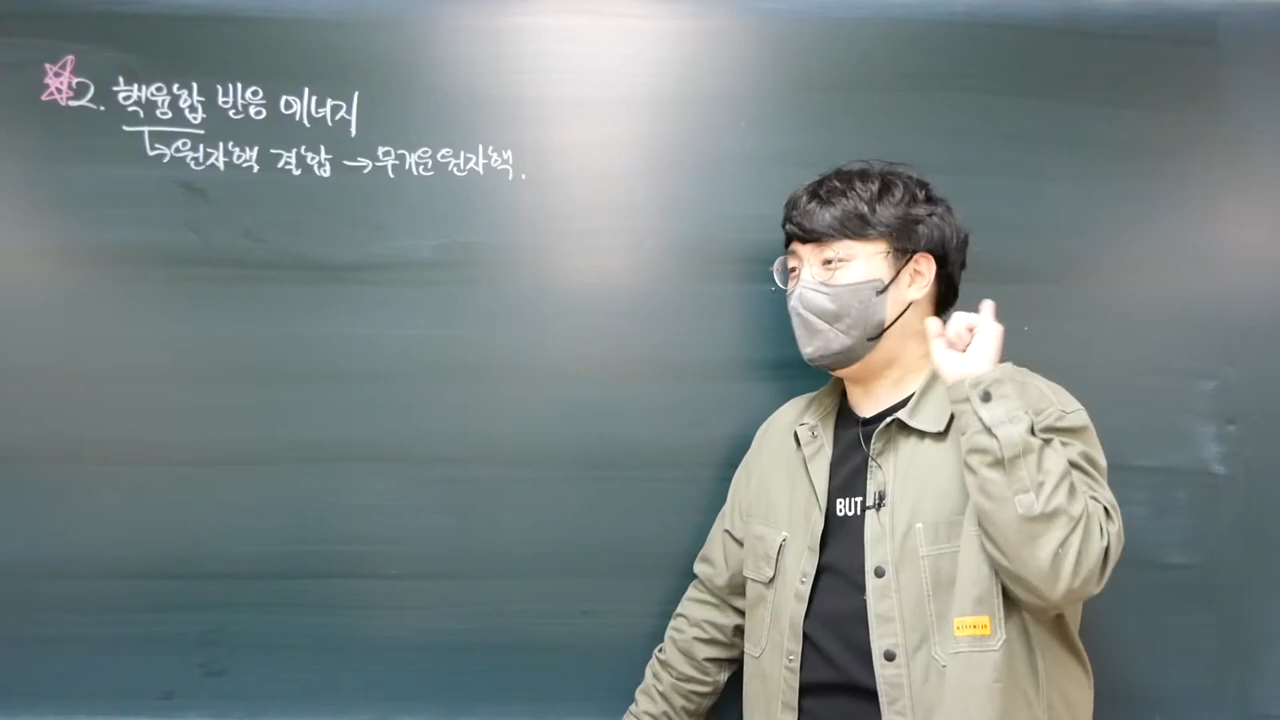 ☆2. 핵융합 반응 에너지
↳원자핵 결합 → 무거운 원자핵.
BUT